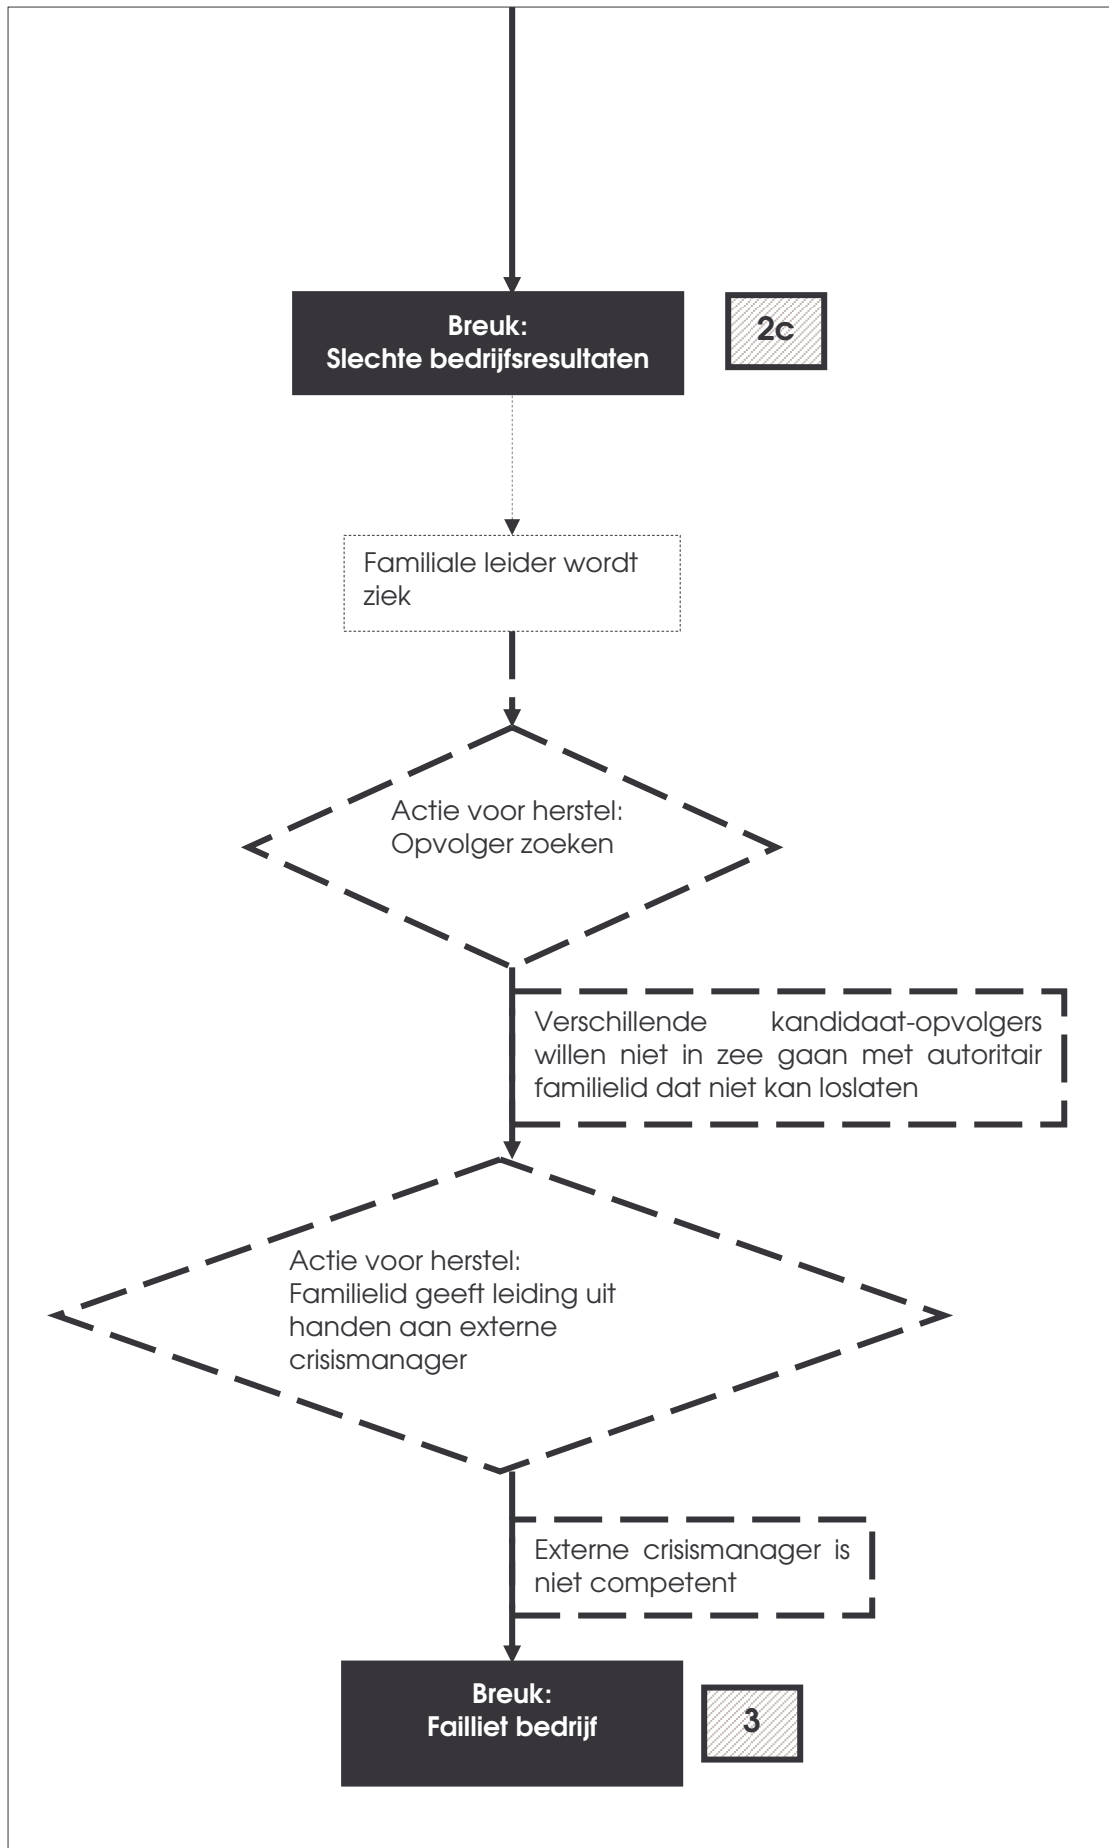 Breuk:
Slechte bedrijfsresultaten
2c
Familiale leider wordt
ziek
Actie voor herstel:
Opvolger zoeken
Verschillende kandidaat-opvolgers
willen niet in zee gaan met autoritair
familielid dat niet kan loslaten
Actie voor herstel:
Familielid geeft leiding uit
handen aan externe
crisismanager
Externe crisismanager is
niet competent
Breuk:
Failliet bedrijf
3